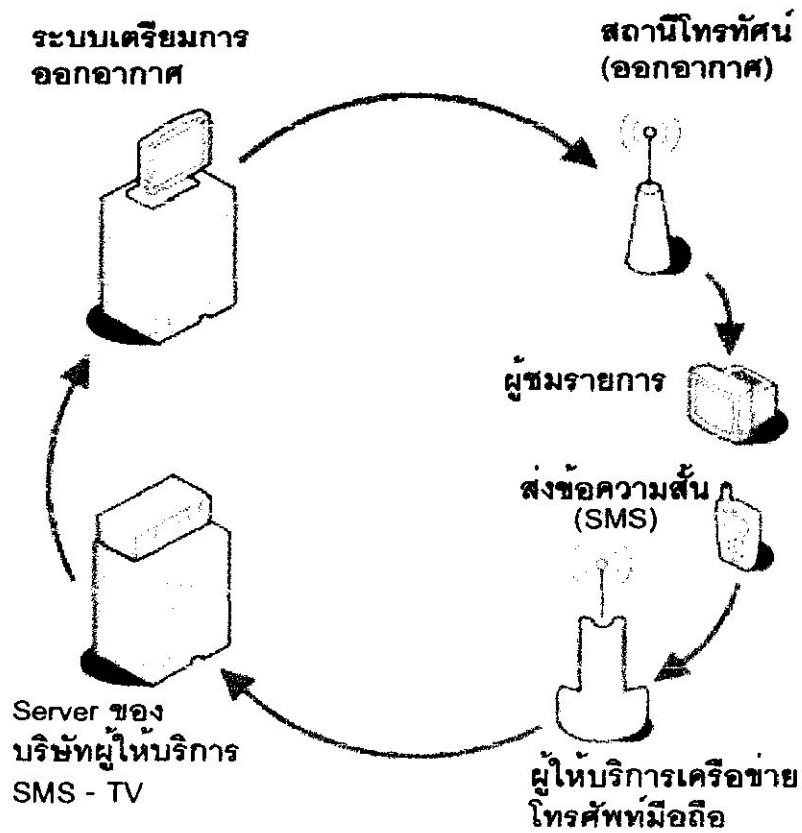 ระบบเตรียมการ
ออกอากาศ
สถานีโทรทัศน์
(ออกอากาศ)
ผู้ชมรายการ
ส่งข้อความสั้น
(SMS)
ผู้ให้บริการเครือข่าย
โทรศัพท์มือถือ
Server ของ
บริษัทผู้ให้บริการ
SMS - TV